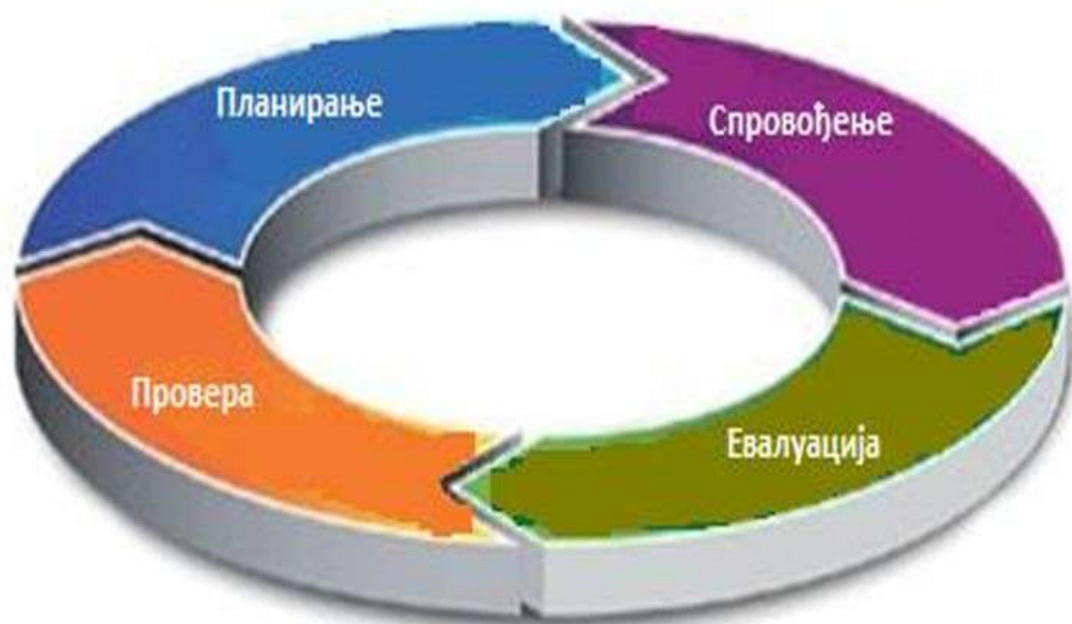 Планирање
Спровођење
Провера
Евалуација